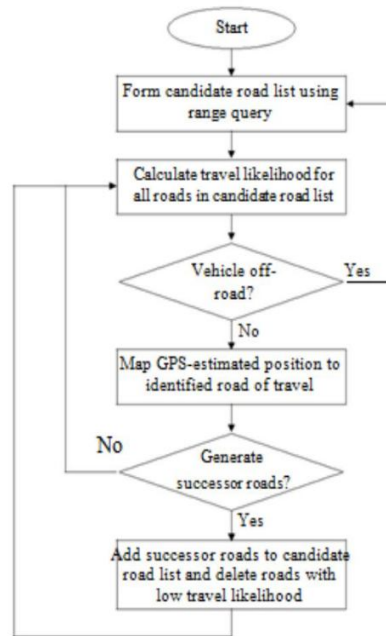 Start
Form candidate road list using
range query
Calculate travel likelihood for
all roads in candidate road list
Vehicle off-
road?
Yes
No
Map GPS-estimated position to
identified road of travel
No
Generate
successor roads?
Yes
Add successor roads to candidate
road list and delete roads with
low travel likelihood